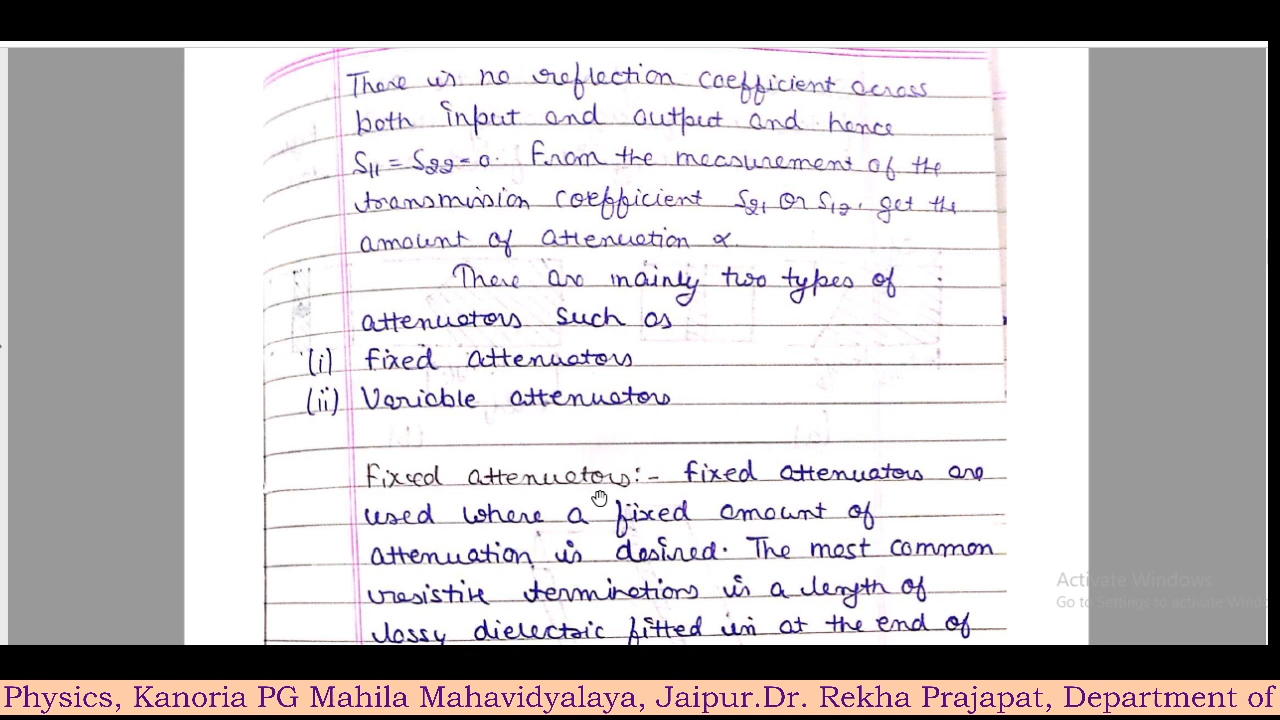 There is no reflection coefficient across
both input and output and hence
S₁₁ = S₂₂ = 0. From the measurement of the
transmission coefficient S₂₁ or S₁₂, get the
amount of attenuation ∝
There are mainly two types of
attenuators such as
(i) fixed attenuators
(ii) Variable attenuators
Fixed attenuators:- fixed attenuators are
used where a fixed amount of
attenuation is desired. The most common
resistive terminations is a length of
lossy dielectric fitted in at the end of
Activate Windows
Go to Settings to activate Windo
Physics, Kanoria PG Mahila Mahavidyalaya, Jaipur.Dr. Rekha Prajapat, Department of